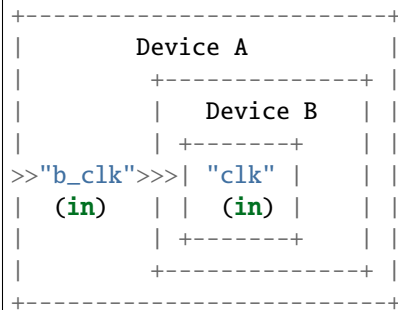 +---------------------------+
|        Device A           |
|         +---------------+ |
|         |   Device B    | |
|         | +--------+    | |
>>"b_clk">>>| "clk" |     | |
|  (in)   | |  (in) |     | |
|         | +--------+    | |
|         +---------------+ |
+---------------------------+